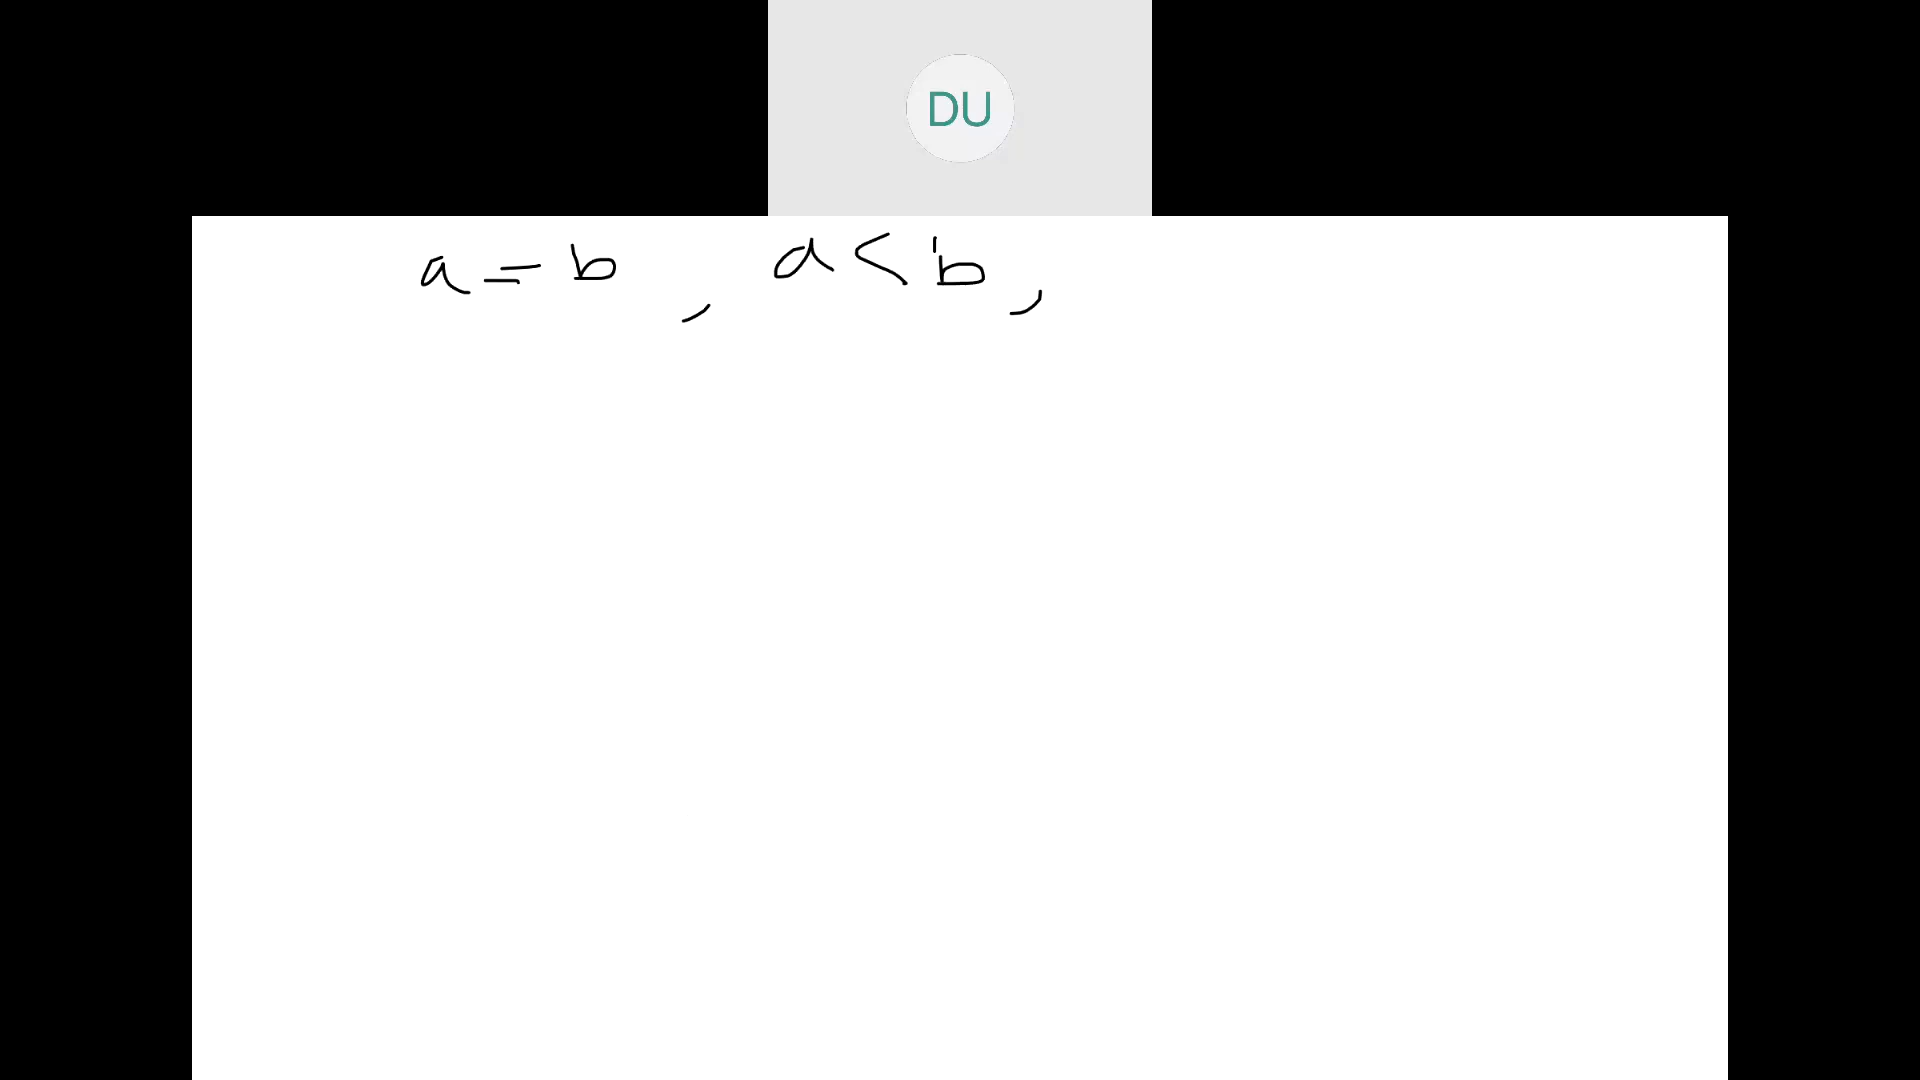 DU
a = b , a < b ,